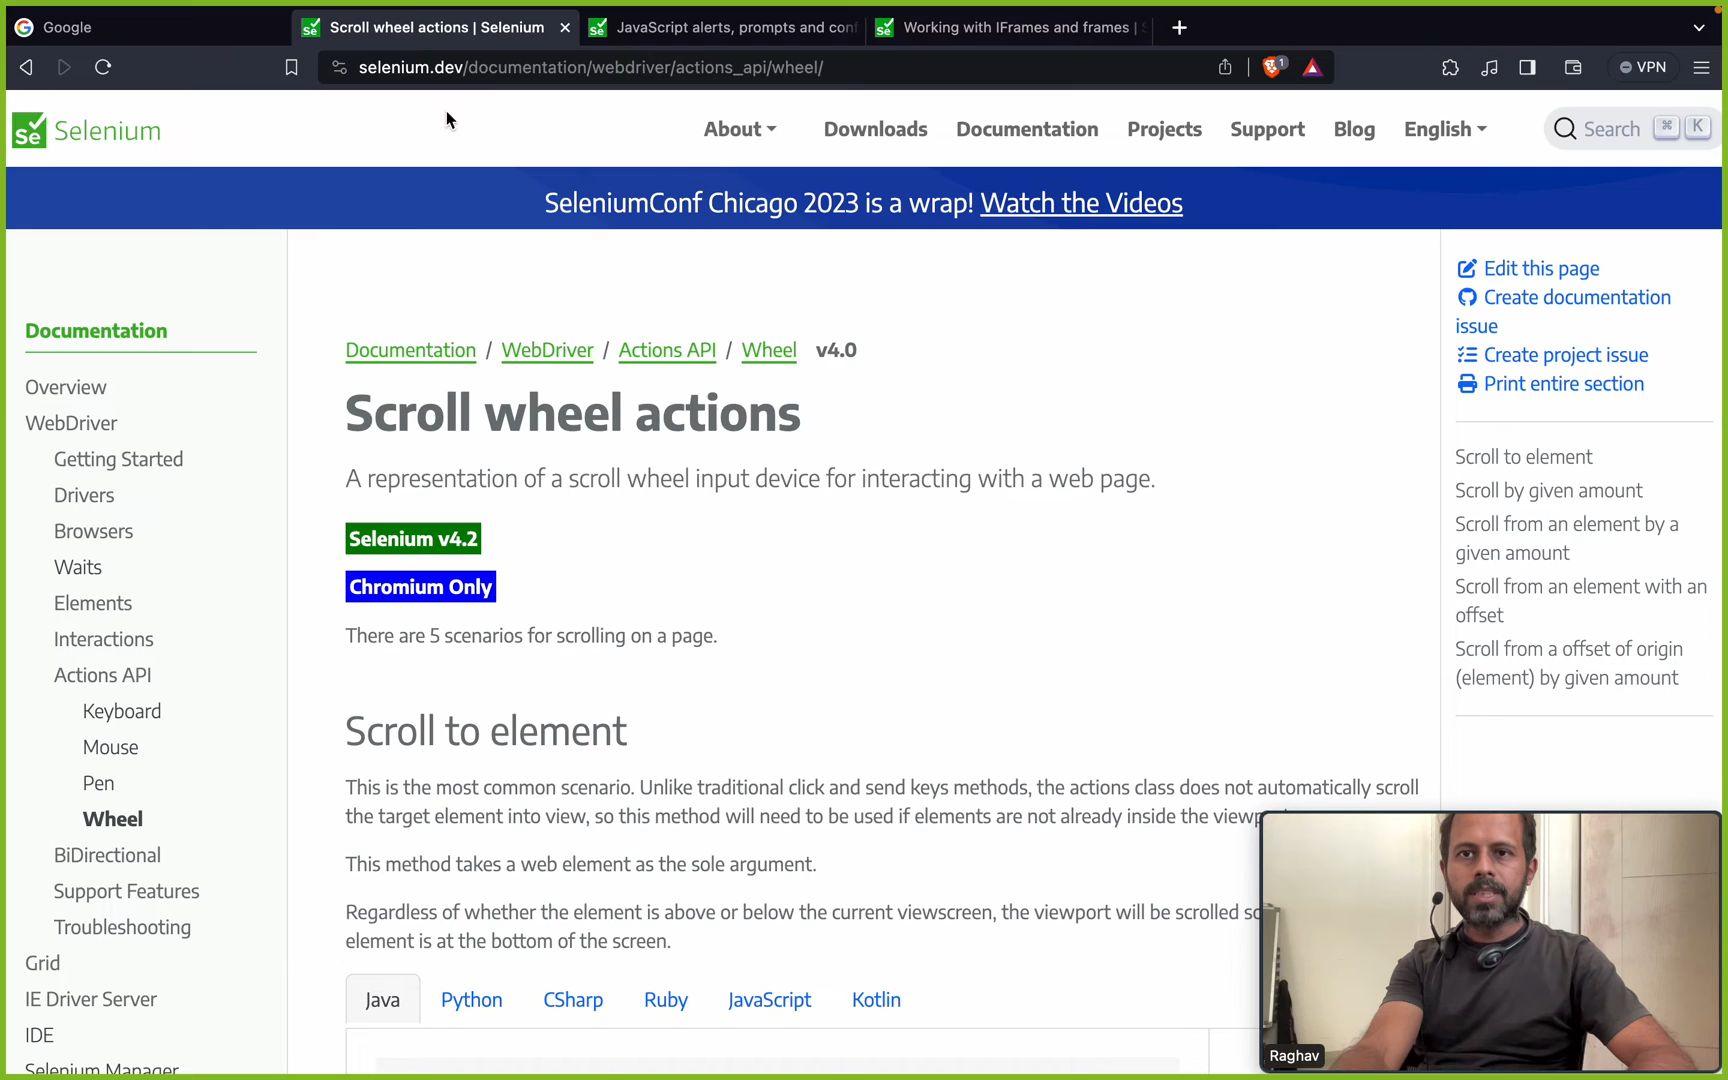 Google
Scroll wheel actions | Selenium
JavaScript alerts, prompts and con
Working with IFrames and frames |
selenium.dev/documentation/webdriver/actions_api/wheel/
1
VPN
Se Selenium
About
Downloads
Documentation
Projects
Support
Blog
English
Search ⌘ K
SeleniumConf Chicago 2023 is a wrap! Watch the Videos
Documentation
Overview
WebDriver
Getting Started
Drivers
Browsers
Waits
Elements
Interactions
Actions API
Keyboard
Mouse
Pen
Wheel
BiDirectional
Support Features
Troubleshooting
Grid
IE Driver Server
IDE
Selenium Manager
Documentation / WebDriver / Actions API / Wheel v4.0
Scroll wheel actions
A representation of a scroll wheel input device for interacting with a web page.
Selenium v4.2
Chromium Only
There are 5 scenarios for scrolling on a page.
Scroll to element
This is the most common scenario. Unlike traditional click and send keys methods, the actions class does not automatically scroll
the target element into view, so this method will need to be used if elements are not already inside the viewp
This method takes a web element as the sole argument.
Regardless of whether the element is above or below the current viewscreen, the viewport will be scrolled so
element is at the bottom of the screen.
Java
Python
CSharp
Ruby
JavaScript
Kotlin
Edit this page
Create documentation
issue
Create project issue
Print entire section
Scroll to element
Scroll by given amount
Scroll from an element by a
given amount
Scroll from an element with an
offset
Scroll from a offset of origin
(element) by given amount
Raghav